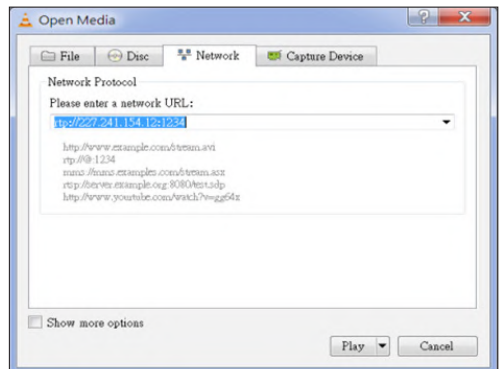 Open Media
File Disc Network Capture Device
Network Protocol
Please enter a network URL:
rtp://227.241.154.12:1234
http://www.example.com/stream.avi
rtp://@:1234
mms://mms.examples.com/stream.asx
rtsp://server.example.org:8080/test.sdp
http://www.yourtube.com/watch?v=gg64x
Show more options
Play Cancel